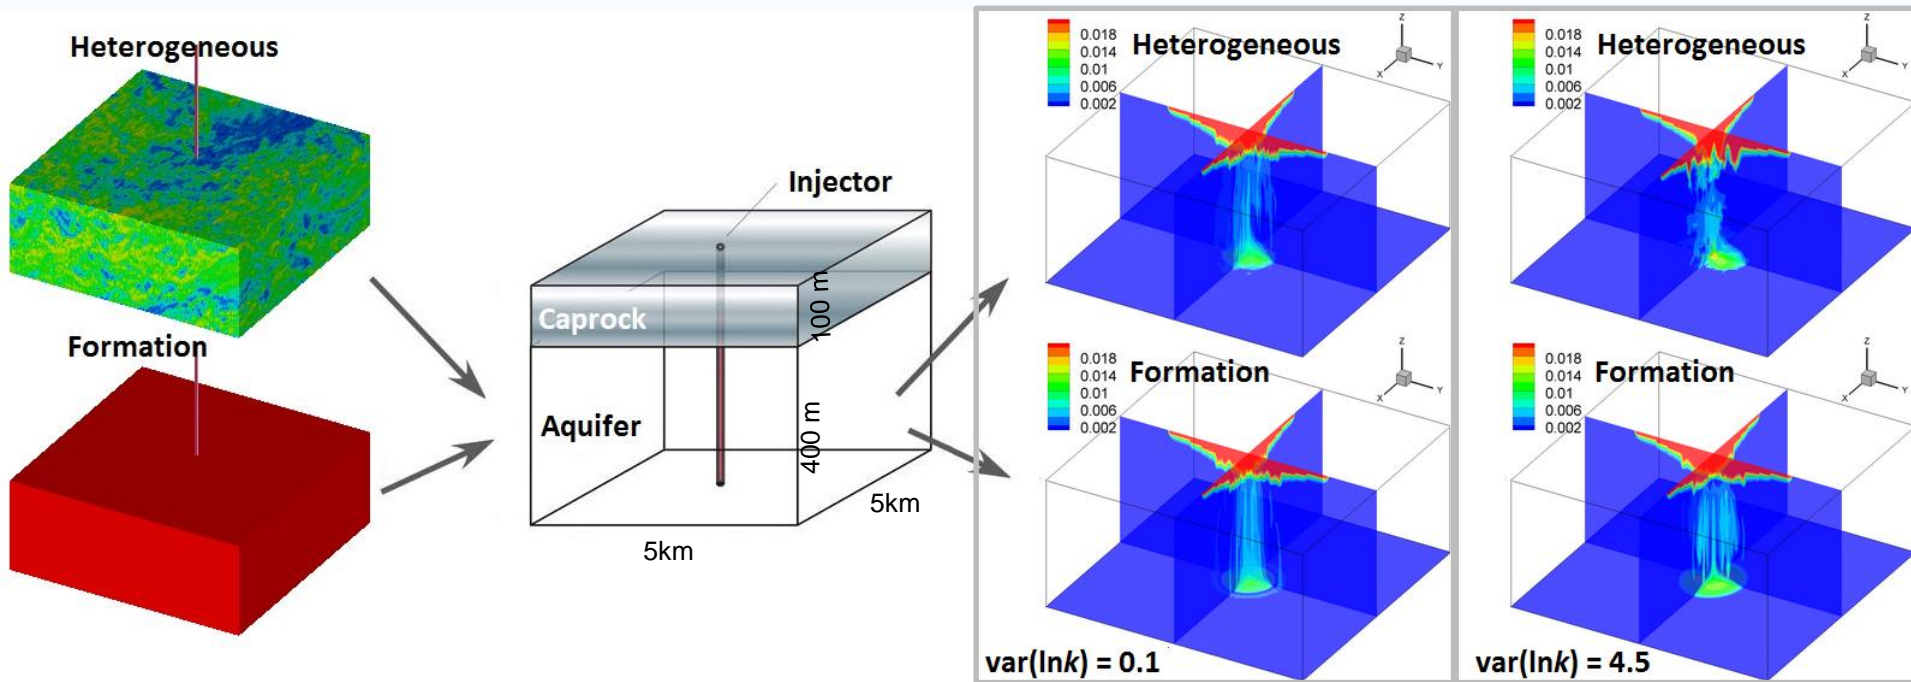 Heterogeneous
Formation
Injector
Caprock
100 m
Aquifer
400 m
5km
5km
0.018
0.014
0.01
0.006
0.002
Heterogeneous
Z
X
Y
0.018
0.014
0.01
0.006
0.002
Formation
Z
X
Y
var(lnk) = 0.1
0.018
0.014
0.01
0.006
0.002
Heterogeneous
Z
X
Y
0.018
0.014
0.01
0.006
0.002
Formation
Z
X
Y
var(lnk) = 4.5